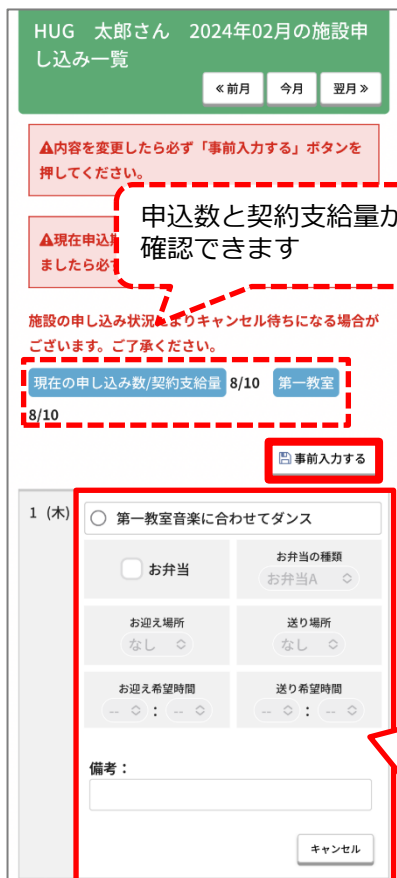 HUG 太郎さん 2024年02月の施設申
し込み一覧
≪前月 今月 翌月≫
▲内容を変更したら必ず「事前入力する」ボタンを
押してください。
▲現在申込
ましたら必ず
申込数と契約支給量が
確認できます
施設の申し込み状況によりキャンセル待ちになる場合が
ございます。ご了承ください。
現在の申し込み数/契約支給量 8/10 第一教室
8/10
事前入力する
1 (木)
第一教室音楽に合わせてダンス
お弁当
お弁当の種類
お弁当A
お迎え場所 送り場所
なし なし
お迎え希望時間 送り希望時間
-- : -- -- : --
備考：
キャンセル